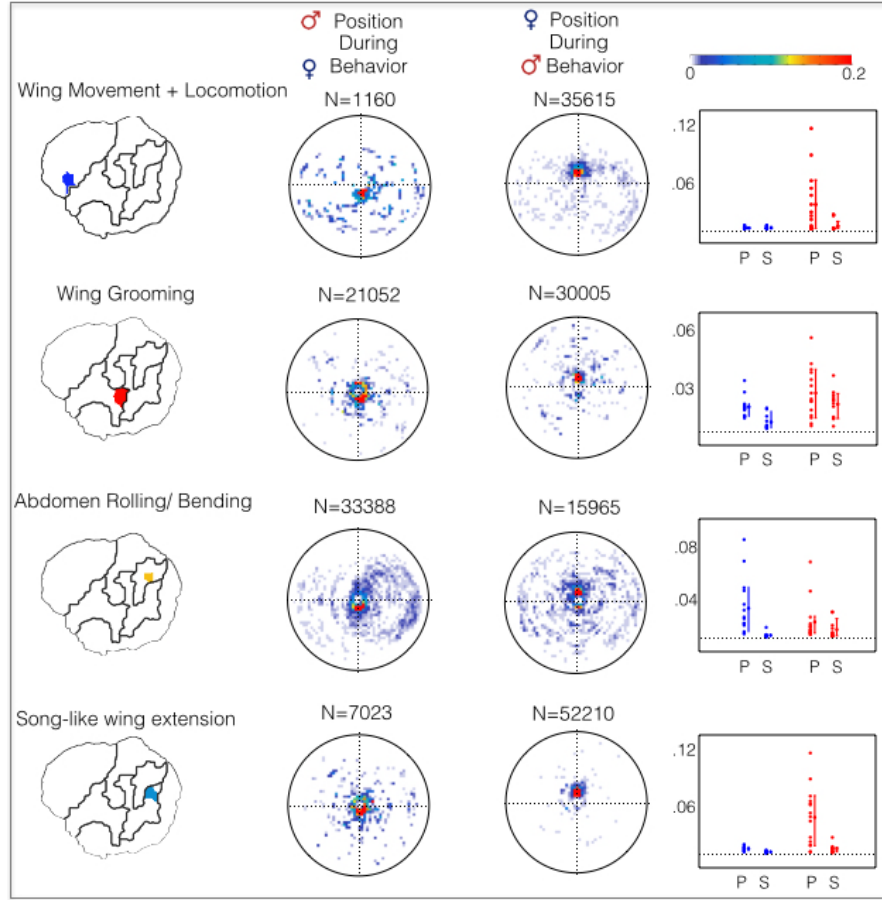 ♂ Position
During
♀ Behavior
♀ Position
During
♂ Behavior
0 0.2
Wing Movement + Locomotion
N=1160
N=35615
.12
.06
P S P S
Wing Grooming
N=21052
N=30005
.06
.03
P S P S
Abdomen Rolling/ Bending
N=33388
N=15965
.08
.04
P S P S
Song-like wing extension
N=7023
N=52210
.12
.06
P S P S